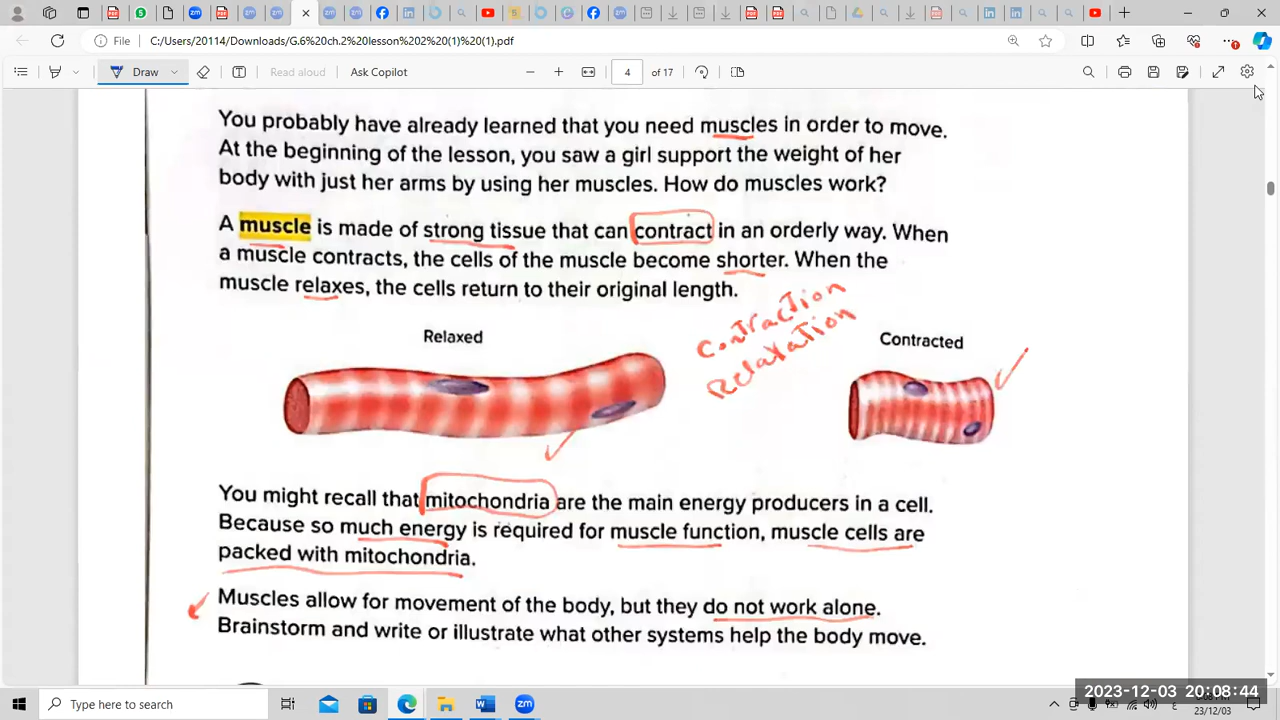 File
C:/Users/20114/Downloads/G.6%20ch.2%20lesson%202%20(1)%20(1).pdf
Draw
Read aloud
Ask Copilot
4 of 17
You probably have already learned that you need muscles in order to move.
At the beginning of the lesson, you saw a girl support the weight of her
body with just her arms by using her muscles. How do muscles work?
A muscle is made of strong tissue that can contract in an orderly way. When
a muscle contracts, the cells of the muscle become shorter. When the
muscle relaxes, the cells return to their original length.
Contraction
Relaxation
Relaxed
Contracted
You might recall that mitochondria are the main energy producers in a cell.
Because so much energy is required for muscle function, muscle cells are
packed with mitochondria.
Muscles allow for movement of the body, but they do not work alone.
Brainstorm and write or illustrate what other systems help the body move.
2023-12-03 20:08:44
Type here to search
23/12/03